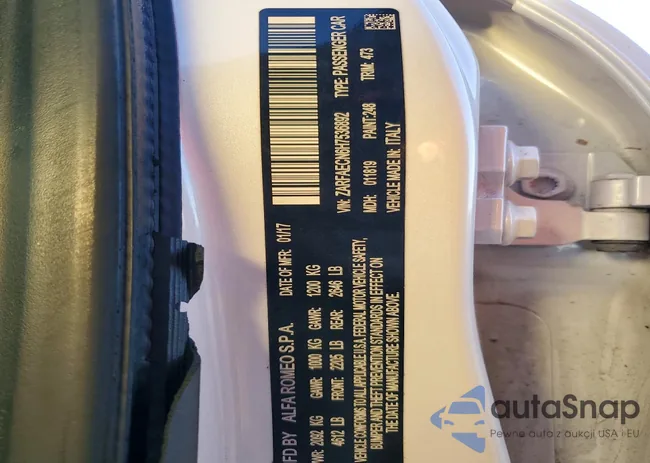 MFD BY ALFA ROMEO S.P.A. DATE OF MFR: 01/17
VWR: 2092 KG GAWR: 1000 KG GAWR: 1200 KG
4612 LB FRONT: 2205 LB REAR: 2646 LB
VEHICLE CONFORMS TO ALL APPLICABLE U.S.A. FEDERAL MOTOR VEHICLE SAFETY,
BUMPER AND THEFT PREVENTION STANDARDS IN EFFECT ON
THE DATE OF MANUFACTURE SHOWN ABOVE.
VIN: ZARFAECN6H7536892 TYPE: PASSENGER CAR
MDH: 011819 PAINT: 248 TRIM: 473
VEHICLE MADE IN: ITALY
autaSnap
Pewne auta z aukcji USA i EU